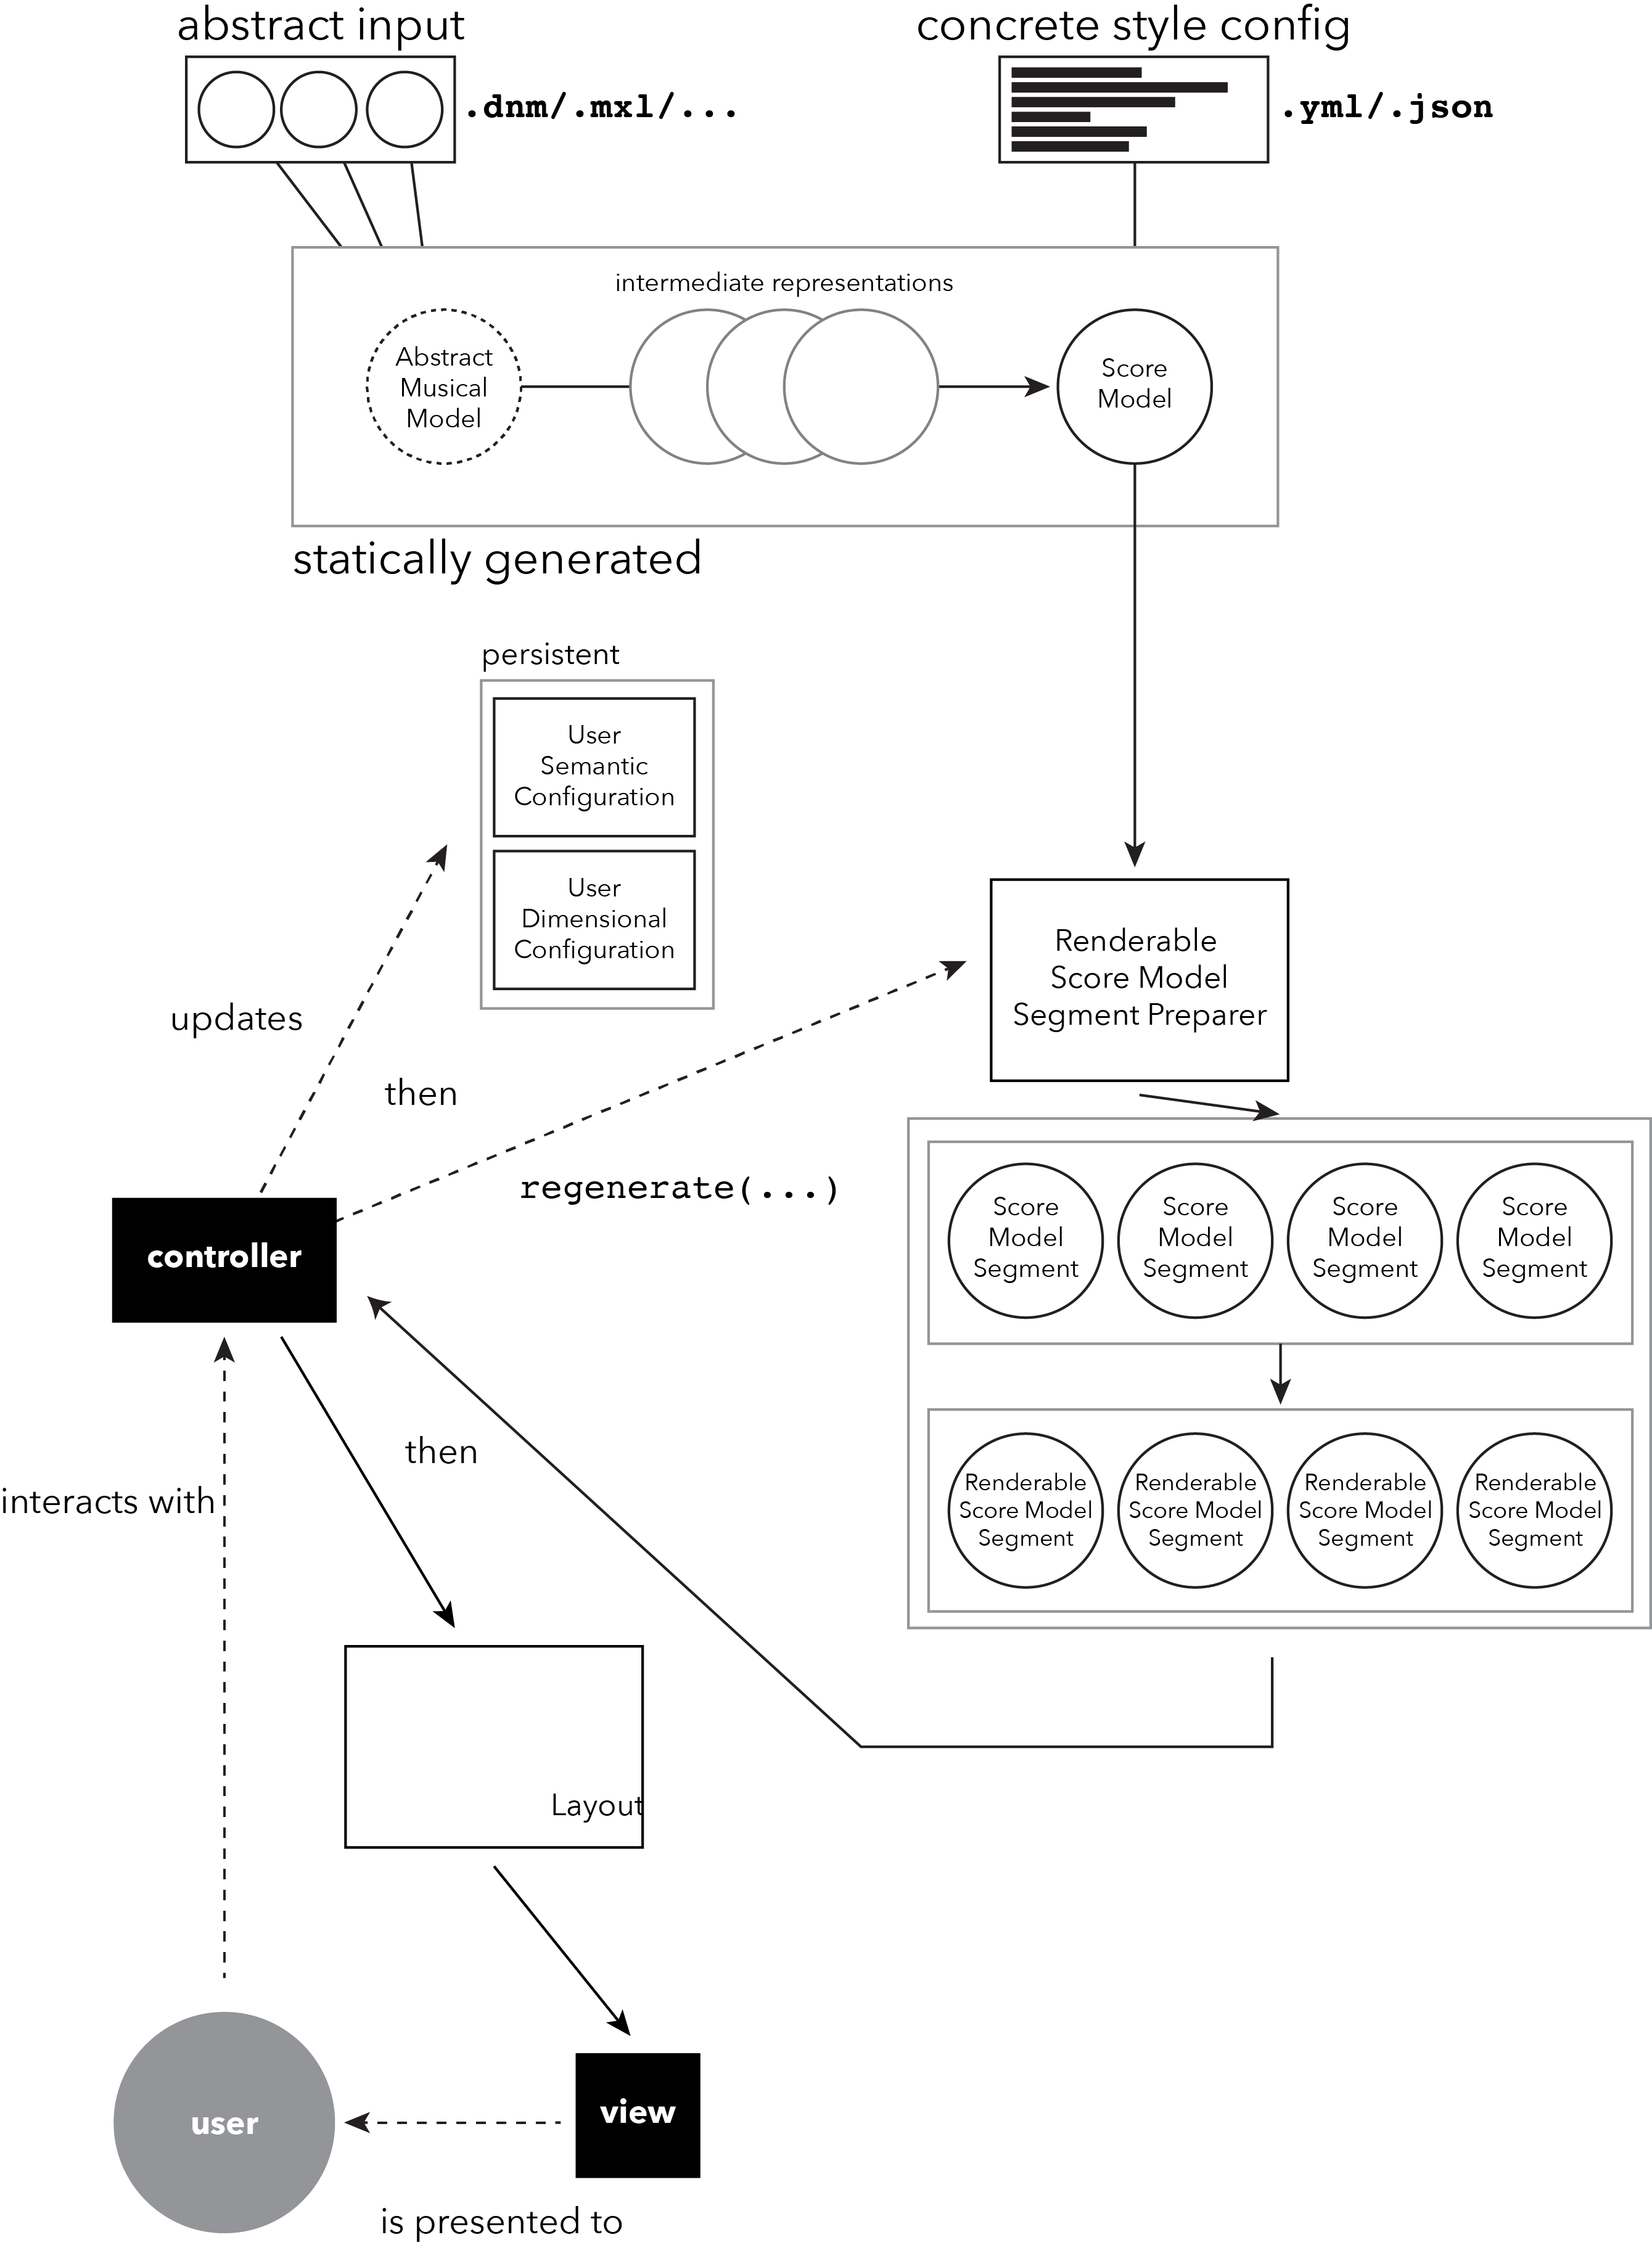 abstract input
concrete style config
.dnm/.mxl/...
.yml/.json
intermediate representations
Abstract
Musical
Model
Score
Model
statically generated
persistent
User
Semantic
Configuration
User
Dimensional
Configuration
Renderable
Score Model
Segment Preparer
updates
then
regenerate(...)
Score
Model
Segment
Score
Model
Segment
Score
Model
Segment
Score
Model
Segment
controller
then
interacts with
Renderable
Score Model
Segment
Renderable
Score Model
Segment
Renderable
Score Model
Segment
Renderable
Score Model
Segment
Layout
user
view
is presented to